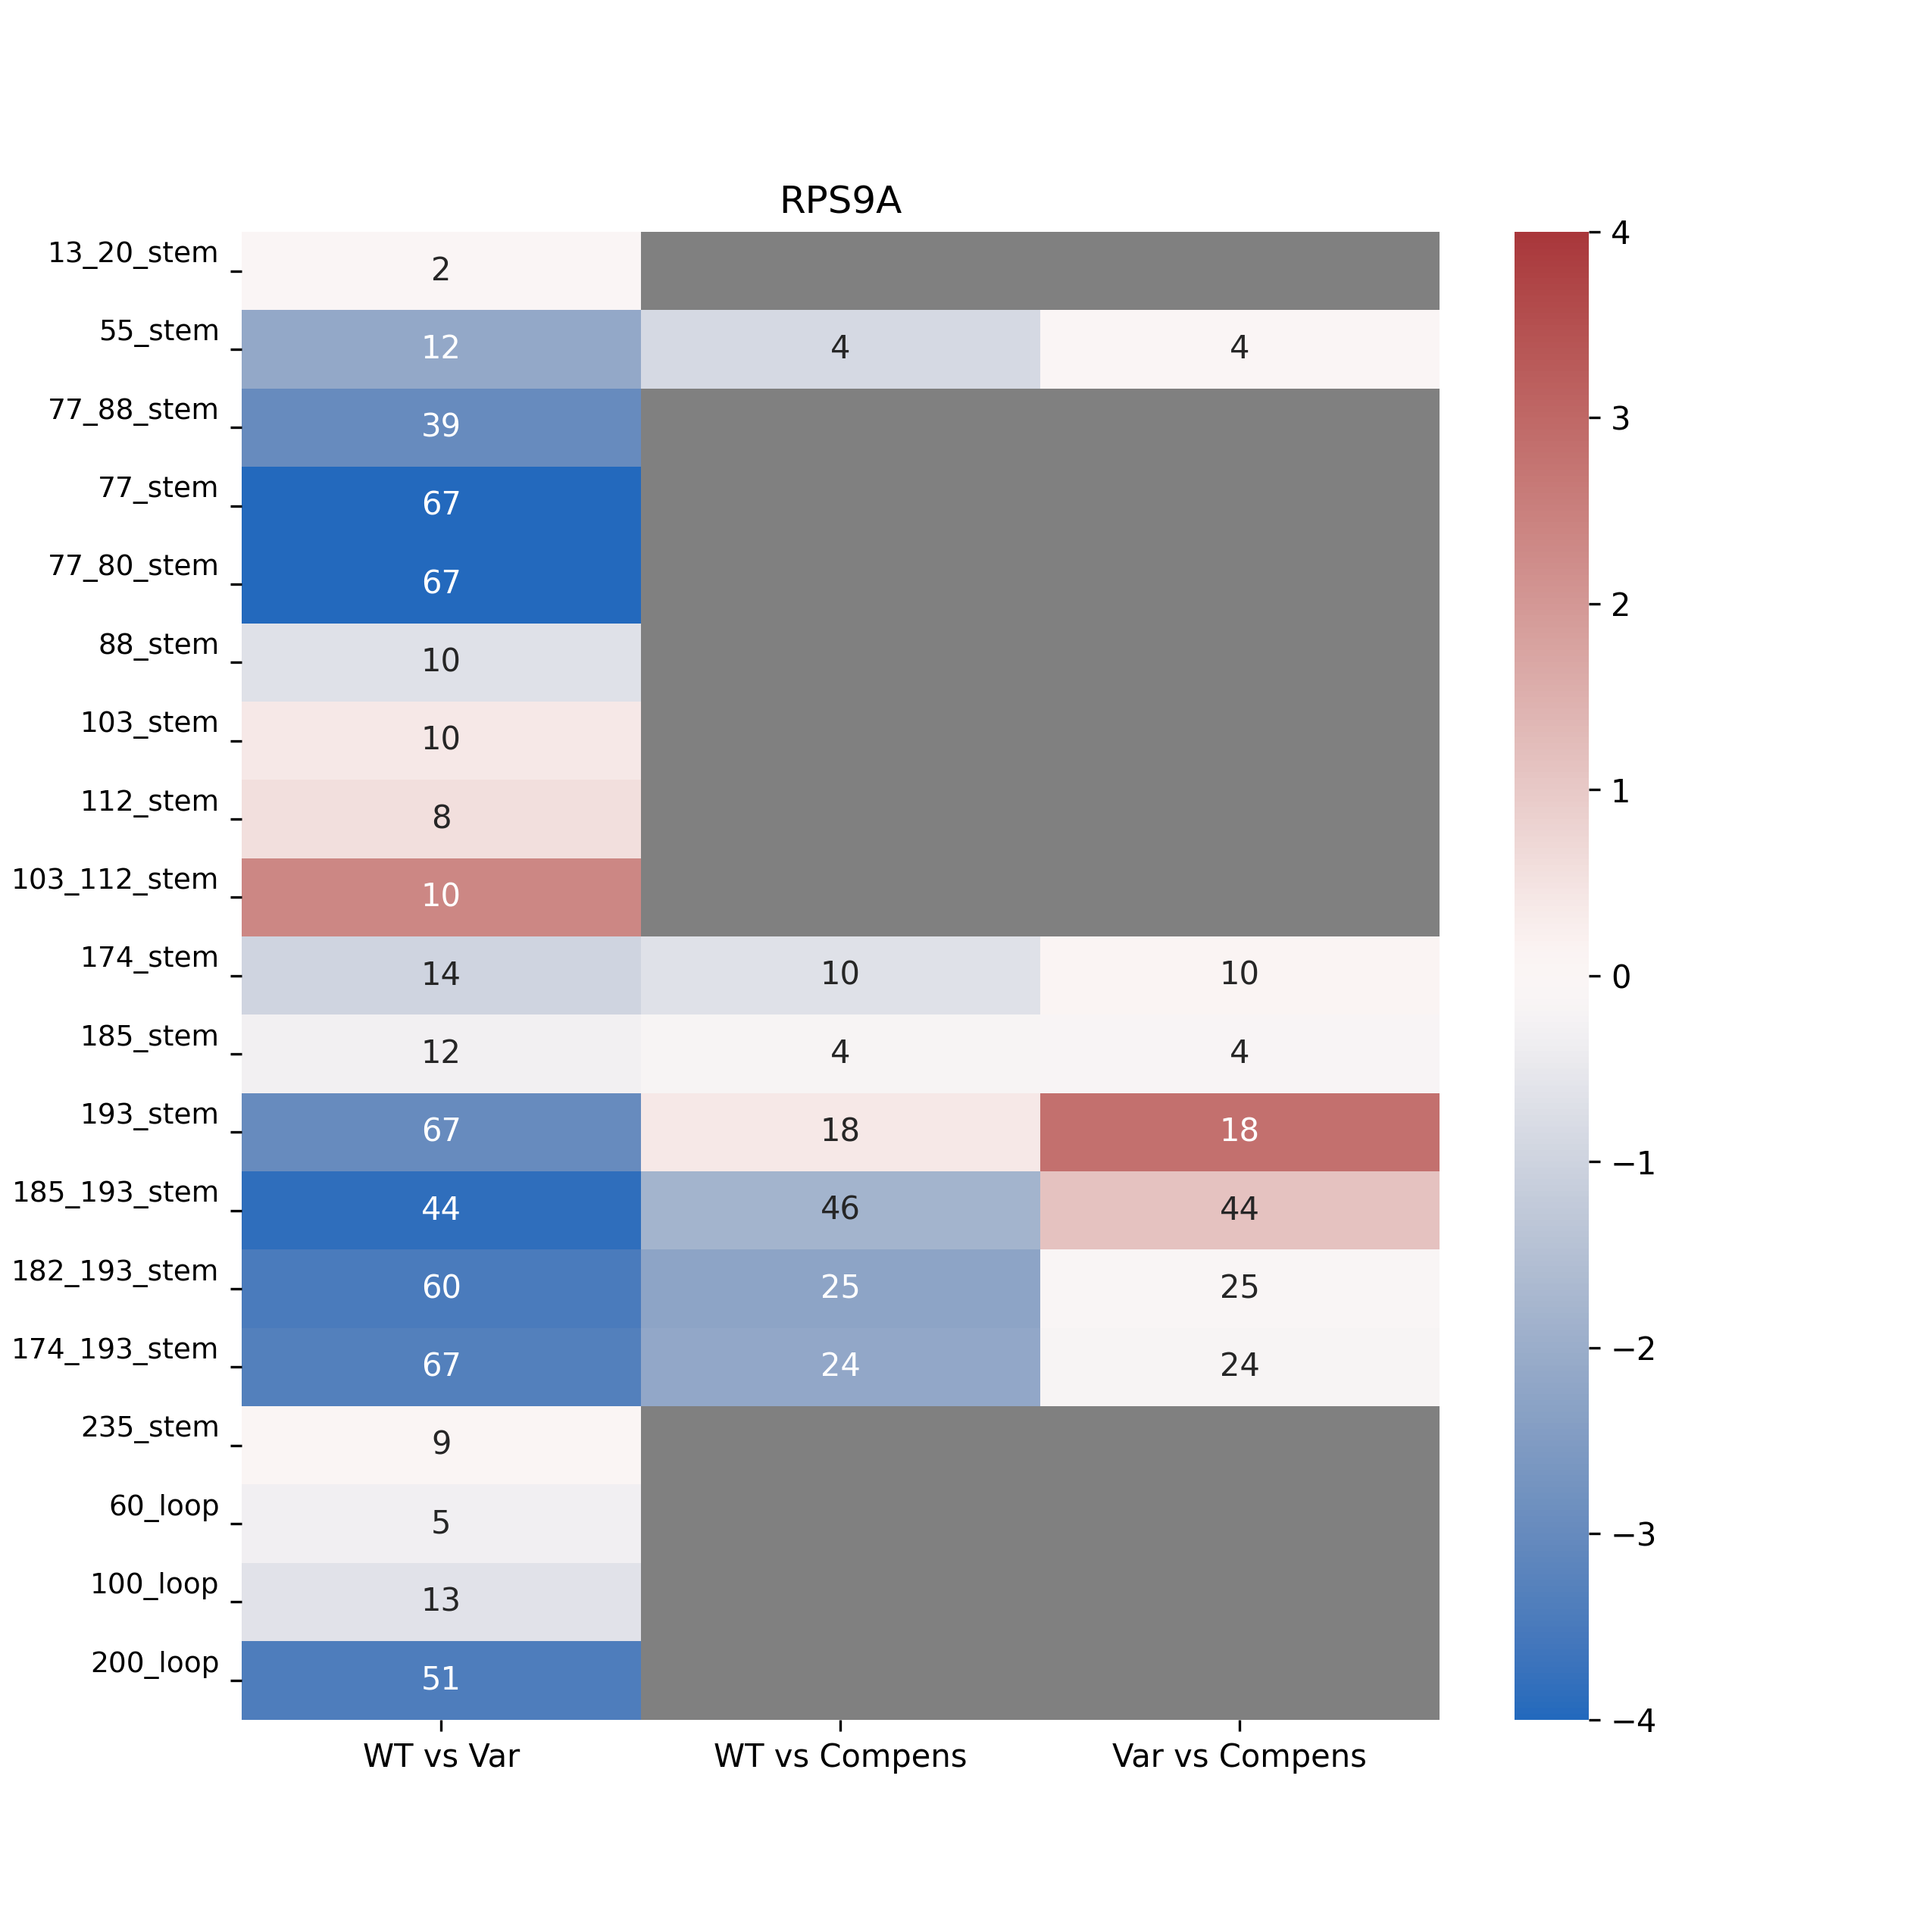 RPS9A
13_20_stem 2
55_stem 12 4 4
77_88_stem 39
77_stem 67
77_80_stem 67
88_stem 10
103_stem 10
112_stem 8
103_112_stem 10
174_stem 14 10 10
185_stem 12 4 4
193_stem 67 18 18
185_193_stem 44 46 44
182_193_stem 60 25 25
174_193_stem 67 24 24
235_stem 9
60_loop 5
100_loop 13
200_loop 51
WT vs Var WT vs Compens Var vs Compens
4
3
2
1
0
−1
−2
−3
−4